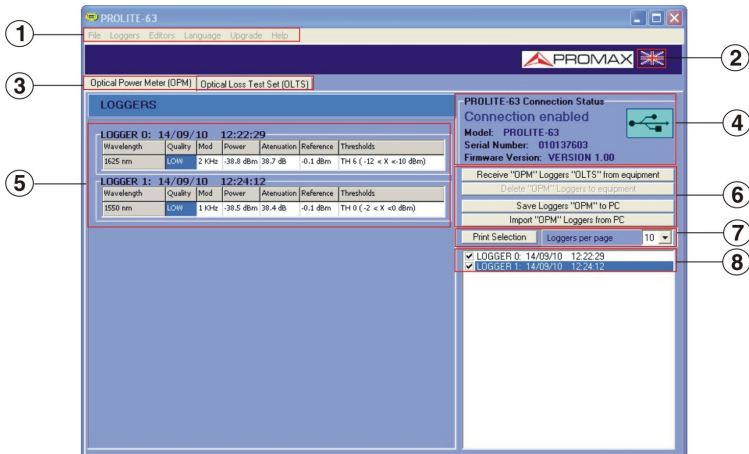 PROLITE-63
File Loggers Editors Language Upgrade Help
1
PROMAX
2
3
Optical Power Meter (OPM) Optical Loss Test Set (OLTS)
LOGGERS
PROLITE-63 Connection Status
Connection enabled
Model: PROLITE-63
Serial Number: 010137603
Firmware Version: VERSION 1.00
4
LOGGER 0: 14/09/10 12:22:29
Wavelength Quality Mod Power Atenuation Reference Thresholds
1625 nm LOW 2 KHz -38.8 dBm 38.7 dB -0.1 dBm TH 6 ( -12 < X <-10 dBm)
5
LOGGER 1: 14/09/10 12:24:12
Wavelength Quality Mod Power Atenuation Reference Thresholds
1550 nm LOW 1 KHz -38.5 dBm 38.4 dB -0.1 dBm TH 0 ( -2 < X <0 dBm)
Receive "OPM" Loggers "OLTS" from equipment
Delete "OPM" Loggers to equipment
Save Loggers "OPM" to PC
Import "OPM" Loggers from PC
6
Print Selection Loggers per page 10
7
LOGGER 0: 14/09/10 12:22:29
LOGGER 1: 14/09/10 12:24:12
8